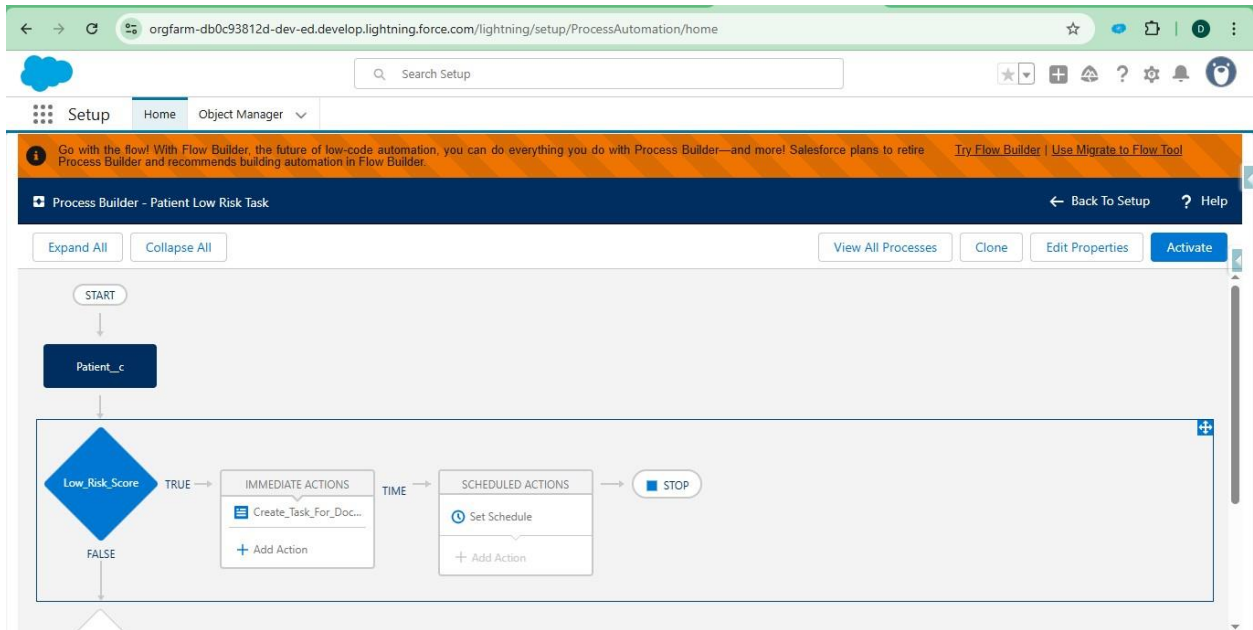 orgfarm-db0c93812d-dev-ed.develop.lightning.force.com/lightning/setup/ProcessAutomation/home
D
Search Setup
Setup
Home
Object Manager
Go with the flow! With Flow Builder, the future of low-code automation, you can do everything you do with Process Builder—and more! Salesforce plans to retire
Process Builder and recommends building automation in Flow Builder.
Try Flow Builder | Use Migrate to Flow Tool
Process Builder - Patient Low Risk Task
Back To Setup
? Help
Expand All
Collapse All
View All Processes
Clone
Edit Properties
Activate
START
Patient__c
Low_Risk_Score
TRUE
IMMEDIATE ACTIONS
TIME
SCHEDULED ACTIONS
STOP
Create_Task_For_Doc...
Set Schedule
+ Add Action
+ Add Action
FALSE